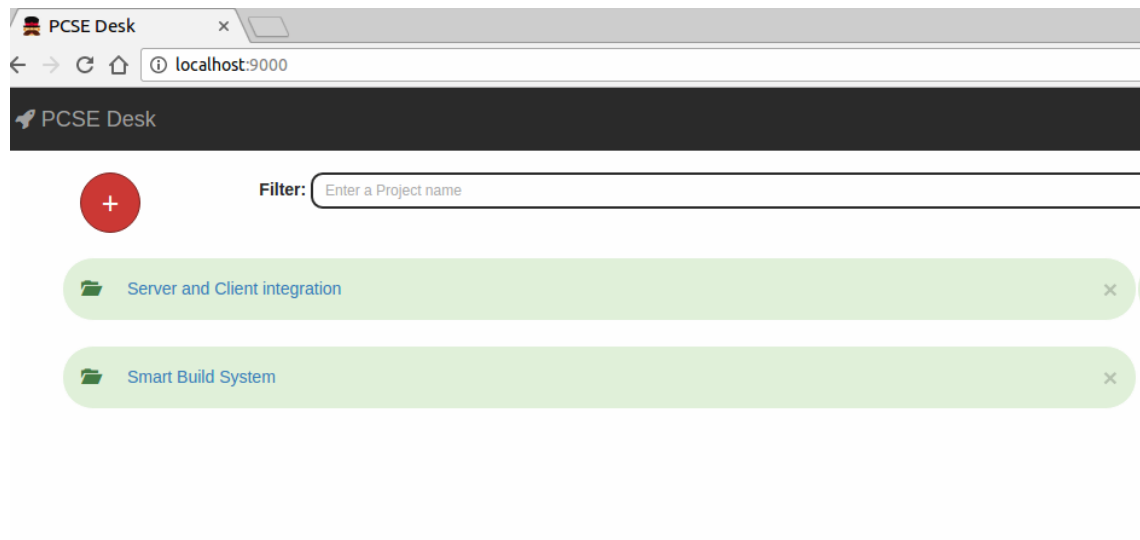 PCSE Desk
localhost:9000
PCSE Desk
+
Filter: Enter a Project name
Server and Client integration ×
Smart Build System ×